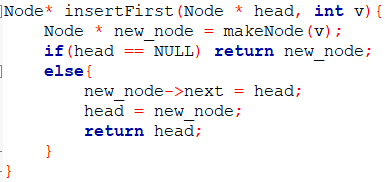 Node* insertFirst(Node * head, int v){
    Node * new_node = makeNode(v);
    if(head == NULL) return new_node;
    else{
        new_node->next = head;
        head = new_node;
        return head;
    }
}